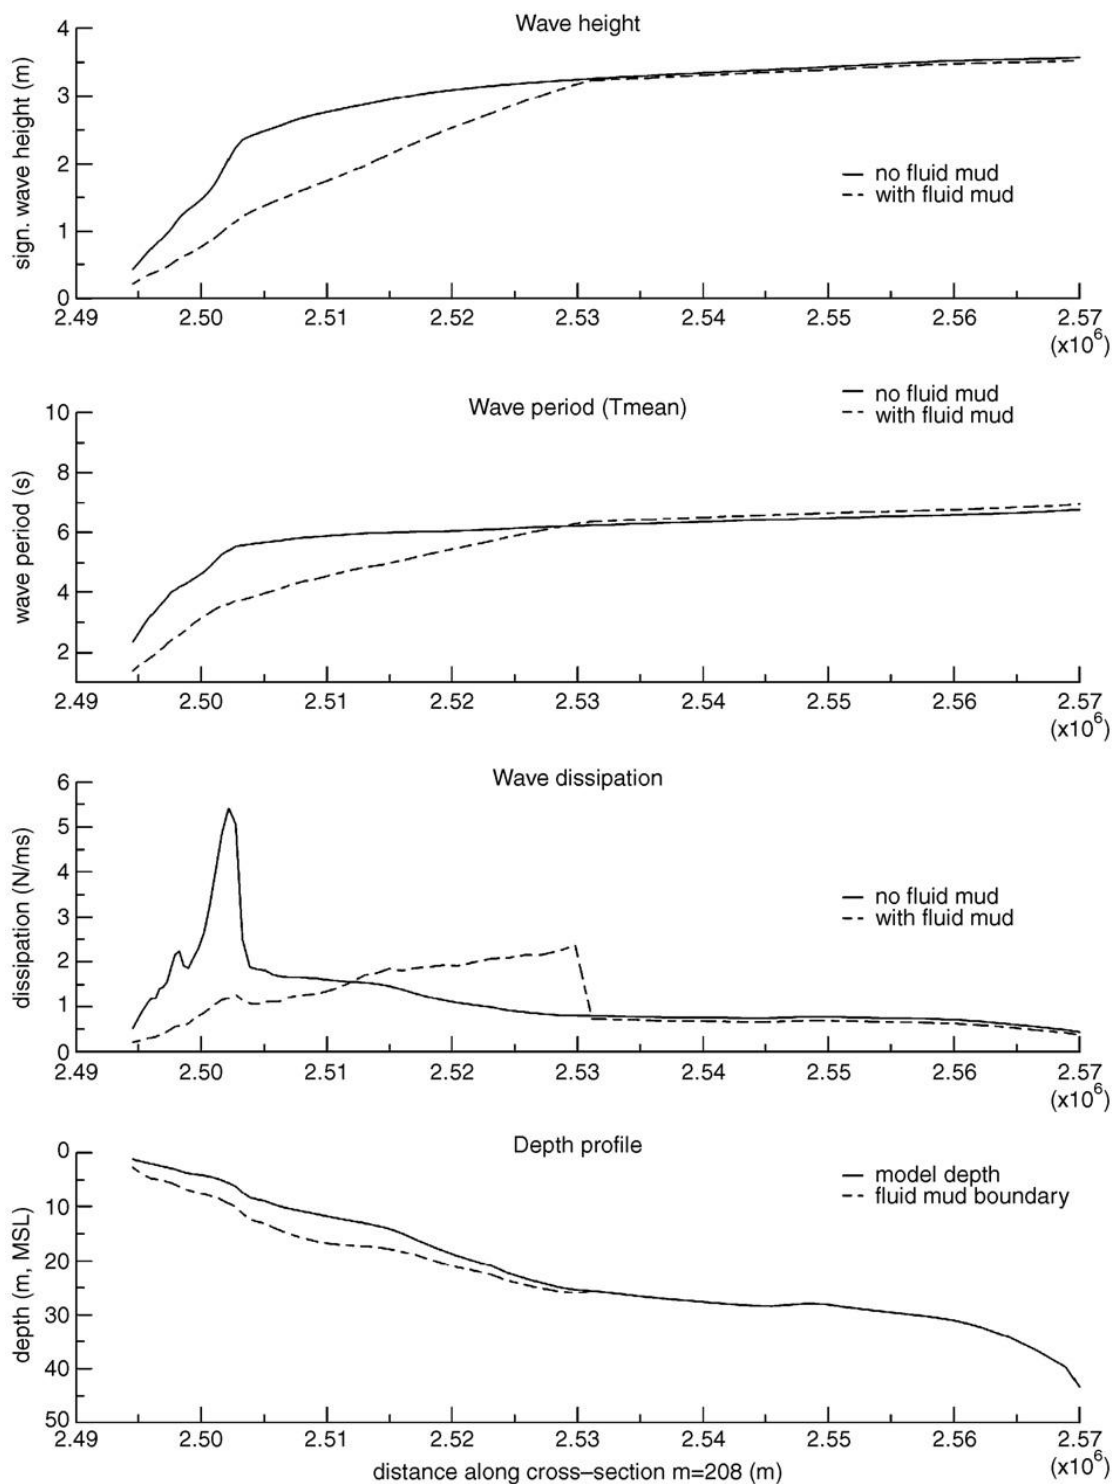 Wave height
sign. wave height (m)
4
3
2
1
0
no fluid mud
with fluid mud
2.49 2.50 2.51 2.52 2.53 2.54 2.55 2.56 2.57
(x10⁶)
Wave period (Tmean)
no fluid mud
with fluid mud
wave period (s)
10
8
6
4
2
2.49 2.50 2.51 2.52 2.53 2.54 2.55 2.56 2.57
(x10⁶)
Wave dissipation
dissipation (N/ms)
6
5
4
3
2
1
0
no fluid mud
with fluid mud
2.49 2.50 2.51 2.52 2.53 2.54 2.55 2.56 2.57
(x10⁶)
Depth profile
depth (m, MSL)
0
10
20
30
40
50
model depth
fluid mud boundary
2.49 2.50 2.51 2.52 2.53 2.54 2.55 2.56 2.57
(x10⁶)
distance along cross–section m=208 (m)